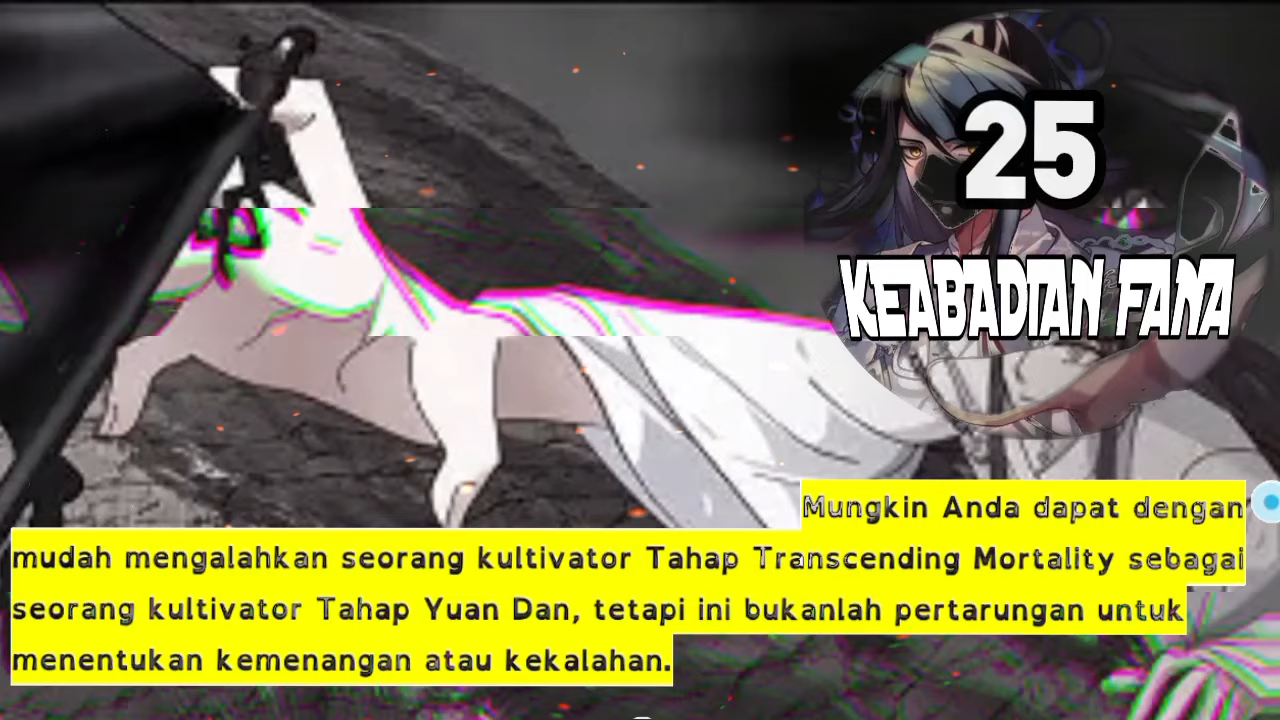 25
KEABADIAN FANA
Mungkin Anda dapat dengan
mudah mengalahkan seorang kultivator Tahap Transcending Mortality sebagai
seorang kultivator Tahap Yuan Dan, tetapi ini bukanlah pertarungan untuk
menentukan kemenangan atau kekalahan.